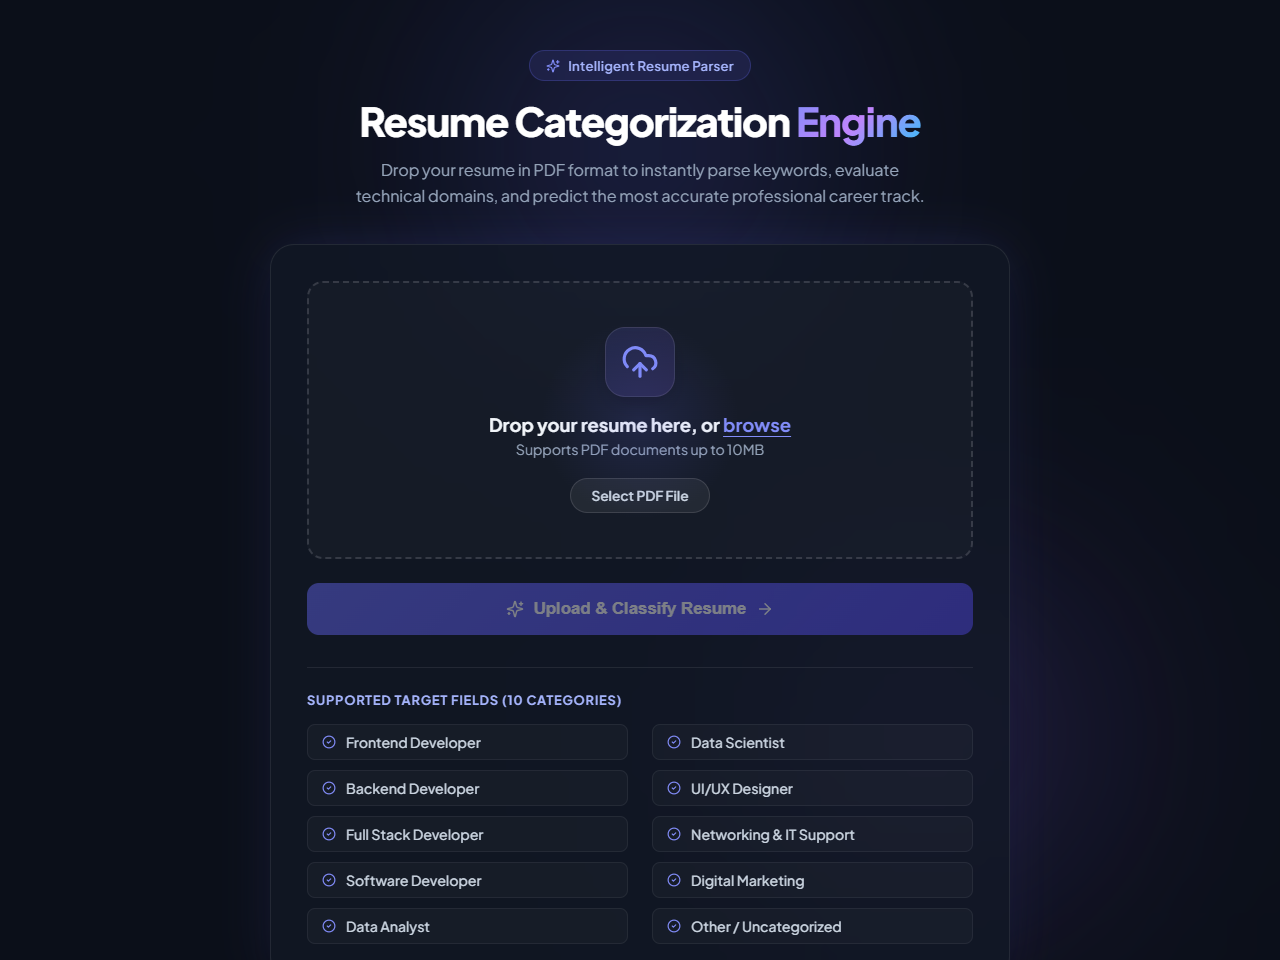 Intelligent Resume Parser
Resume Categorization Engine
Drop your resume in PDF format to instantly parse keywords, evaluate
technical domains, and predict the most accurate professional career track.
Drop your resume here, or browse
Supports PDF documents up to 10MB
Select PDF File
Upload & Classify Resume
SUPPORTED TARGET FIELDS (10 CATEGORIES)
Frontend Developer
Data Scientist
Backend Developer
UI/UX Designer
Full Stack Developer
Networking & IT Support
Software Developer
Digital Marketing
Data Analyst
Other / Uncategorized